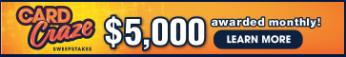 CARD
Craze
SWEEPSTAKES
$5,000
awarded monthly!
LEARN MORE